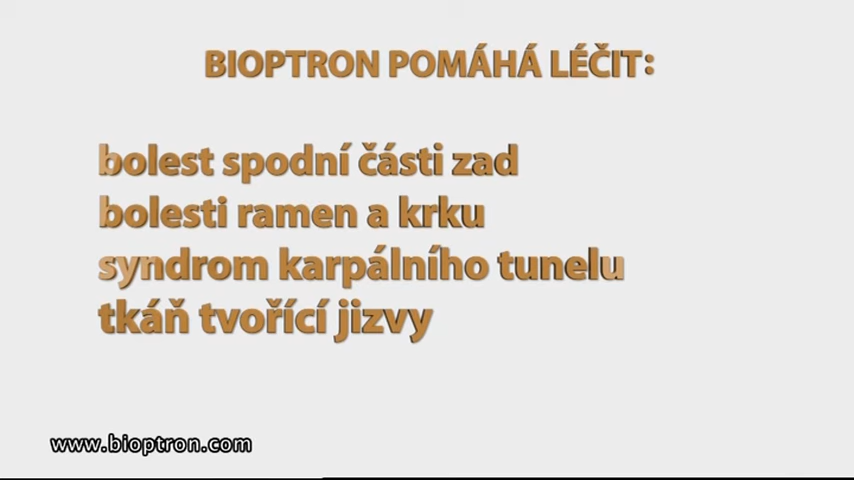 BIOPTRON POMÁHÁ LÉČIT:
bolest spodní části zad
bolesti ramen a krku
syndrom karpálního tunelu
tkáň tvořící jizvy
www.bioptron.com